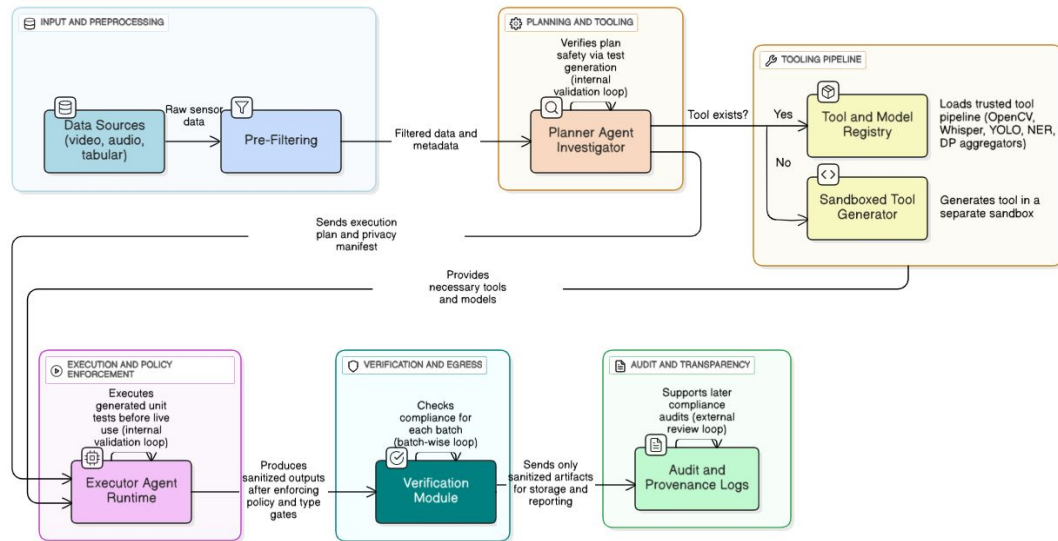 INPUT AND PREPROCESSING
Data Sources
(video, audio,
tabular)
Raw sensor
data
Pre-Filtering
Filtered data and
metadata
PLANNING AND TOOLING
Verifies plan
safety via test
generation
(internal
validation loop)
Planner Agent
Investigator
Tool exists?
Yes
No
TOOLING PIPELINE
Tool and Model
Registry
Loads trusted tool
pipeline (OpenCV,
Whisper, YOLO, NER,
DP aggregators)
Sandboxed Tool
Generator
Generates tool in a
separate sandbox
Sends execution
plan and privacy
manifest
Provides
necessary tools
and models
EXECUTION AND POLICY
ENFORCEMENT
Executes
generated unit
tests before live
use (internal
validation loop)
Executor Agent
Runtime
Produces
sanitized outputs
after enforcing
policy and type
gates
VERIFICATION AND EGRESS
Checks
compliance for
each batch
(batch-wise loop)
Verification
Module
Sends only
sanitized artifacts
for storage and
reporting
AUDIT AND TRANSPARENCY
Supports later
compliance
audits (external
review loop)
Audit and
Provenance Logs